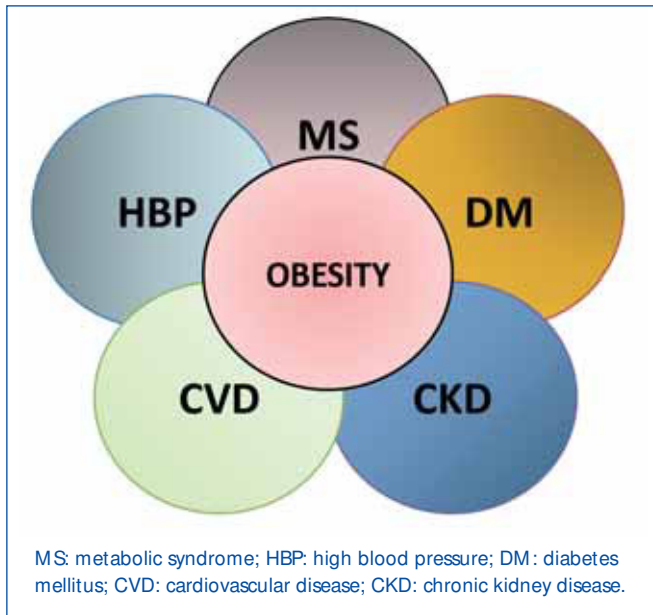 MS
HBP
DM
OBESITY
CVD
CKD
MS: metabolic syndrome; HBP: high blood pressure; DM: diabetes
mellitus; CVD: cardiovascular disease; CKD: chronic kidney disease.